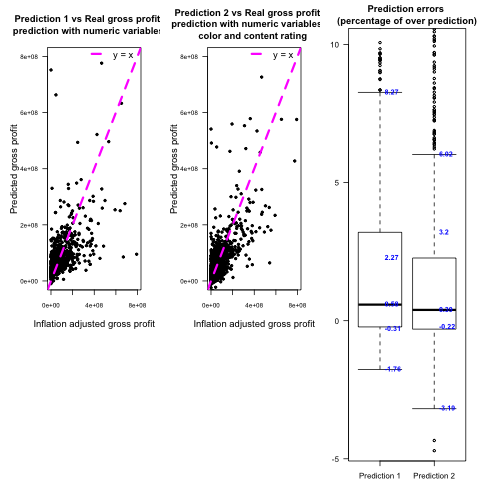 Prediction 1 vs Real gross profit
prediction with numeric variables
8e+08
6e+08
4e+08
2e+08
0e+00
Predicted gross profit
y = x
0e+00
4e+08
8e+08
Inflation adjusted gross profit
Prediction 2 vs Real gross profit
prediction with numeric variables
color and content rating
8e+08
6e+08
4e+08
2e+08
0e+00
Predicted gross profit
y = x
0e+00
4e+08
8e+08
Inflation adjusted gross profit
Prediction errors
(percentage of over prediction)
10
5
0
-5
8.27
2.27
-0.31
-1.76
6.02
3.2
-0.22
-3.19
Prediction 1
Prediction 2